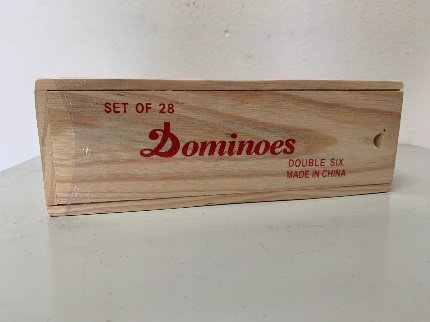 SET OF 28
Dominoes
DOUBLE SIX
MADE IN CHINA